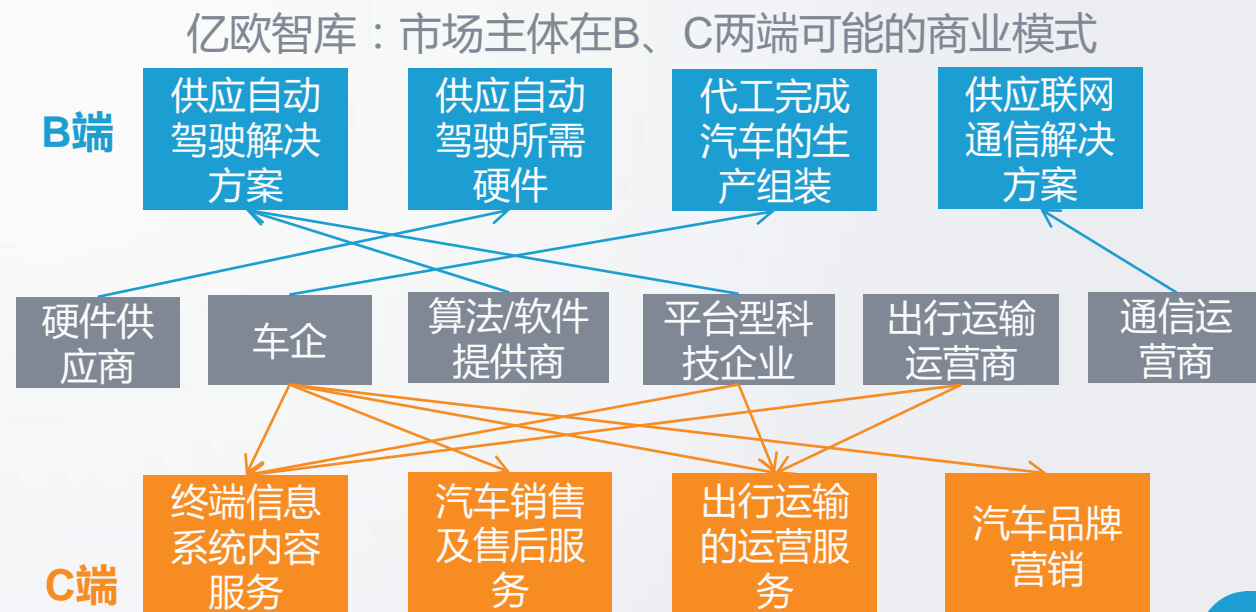 亿欧智库：市场主体在B、C两端可能的商业模式
B端
供应自动
驾驶解决
方案
供应自动
驾驶所需
硬件
代工完成
汽车的生
产组装
供应联网
通信解决
方案
硬件供
应商
车企
算法/软件
提供商
平台型科
技企业
出行运输
运营商
通信运
营商
C端
终端信息
系统内容
服务
汽车销售
及售后服
务
出行运输
的运营服
务
汽车品牌
营销